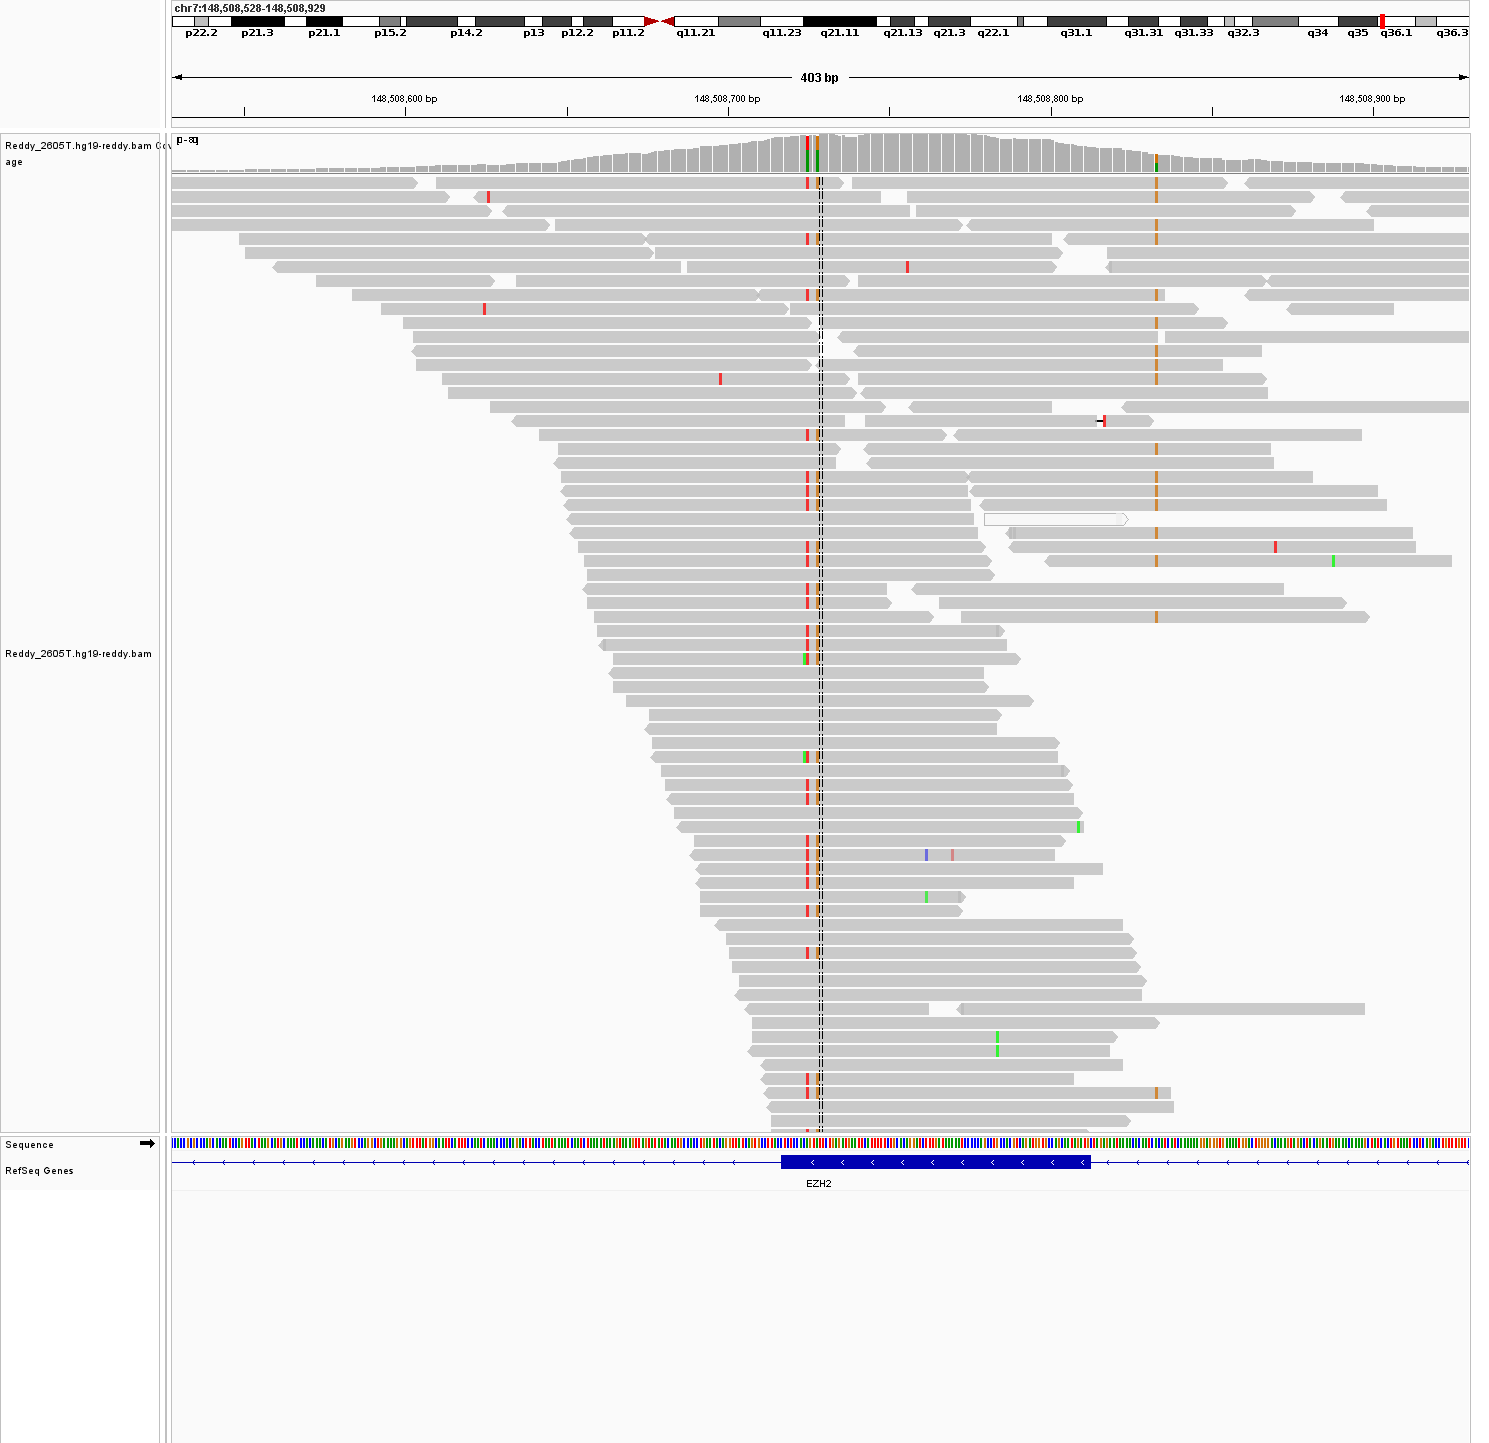 chr7:148,508,528-148,508,929
p22.2 p21.3 p21.1 p15.2 p14.2 p13 p12.2 p11.2 q11.21 q11.23 q21.11 q21.13 q21.3 q22.1 q31.1 q31.31 q31.33 q32.3 q34 q35 q36.1 q36.3
403 bp
148,508,600 bp 148,508,700 bp 148,508,800 bp 148,508,900 bp
Reddy_2605T.hg19-reddy.bam Cov
age
Reddy_2605T.hg19-reddy.bam
Sequence
RefSeq Genes
EZH2